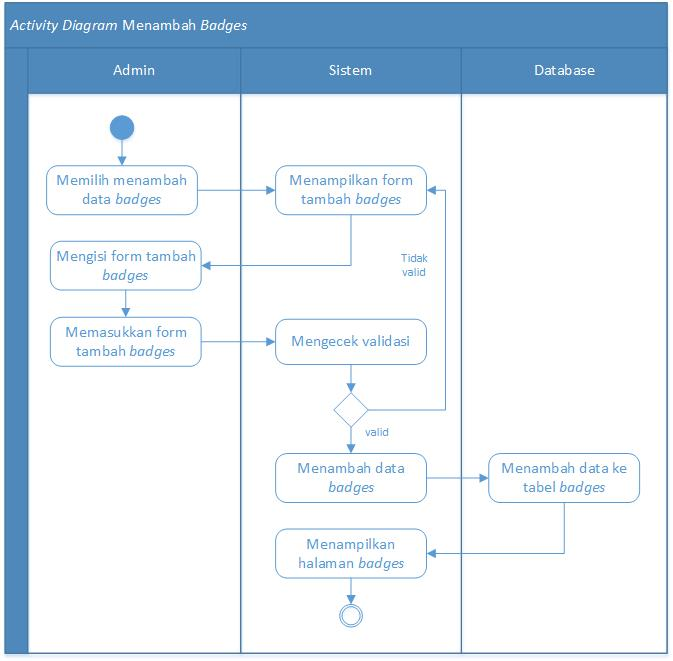 Activity Diagram Menambah Badges
Admin
Sistem
Database
Memilih menambah
data badges
Menampilkan form
tambah badges
Mengisi form tambah
badges
Tidak
valid
Memasukkan form
tambah badges
Mengecek validasi
valid
Menambah data
badges
Menambah data ke
tabel badges
Menampilkan
halaman badges